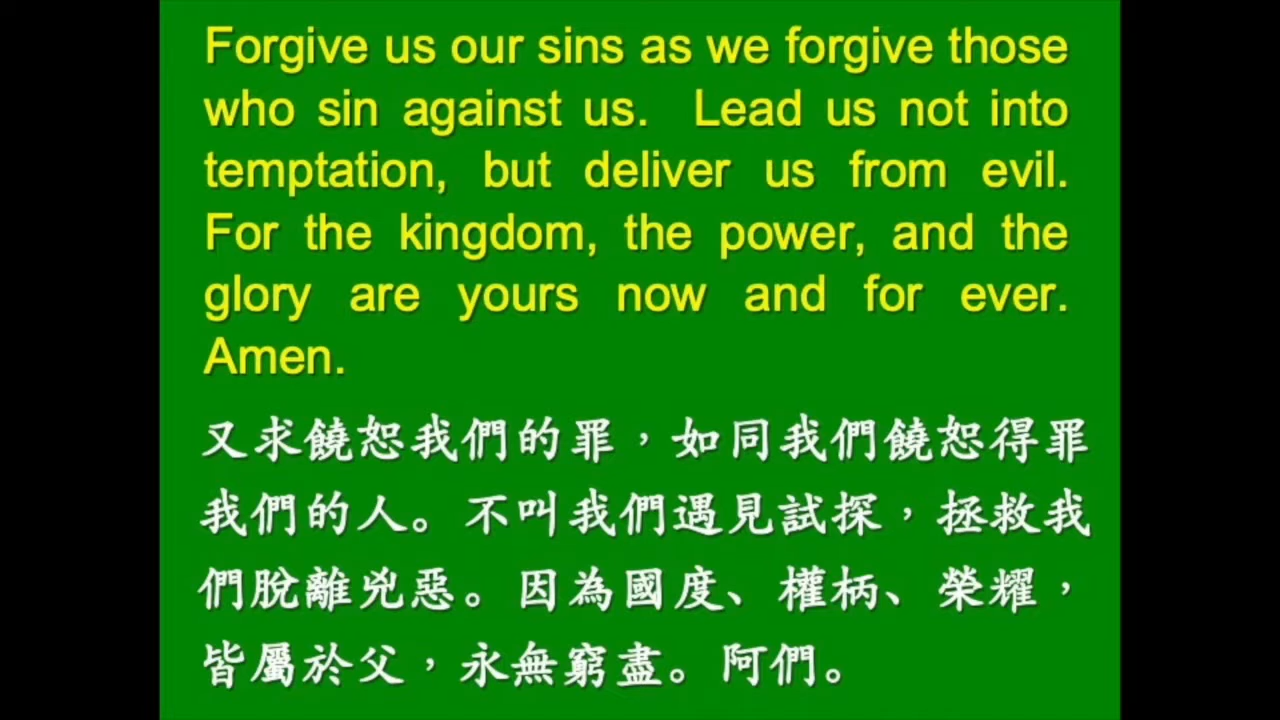 Forgive us our sins as we forgive those
who sin against us. Lead us not into
temptation, but deliver us from evil.
For the kingdom, the power, and the
glory are yours now and for ever.
Amen.
又求饒恕我們的罪，如同我們饒恕得罪
我們的人。不叫我們遇見試探，拯救我
們脫離兇惡。因為國度、權柄、榮耀，
皆屬於父，永無窮盡。阿們。